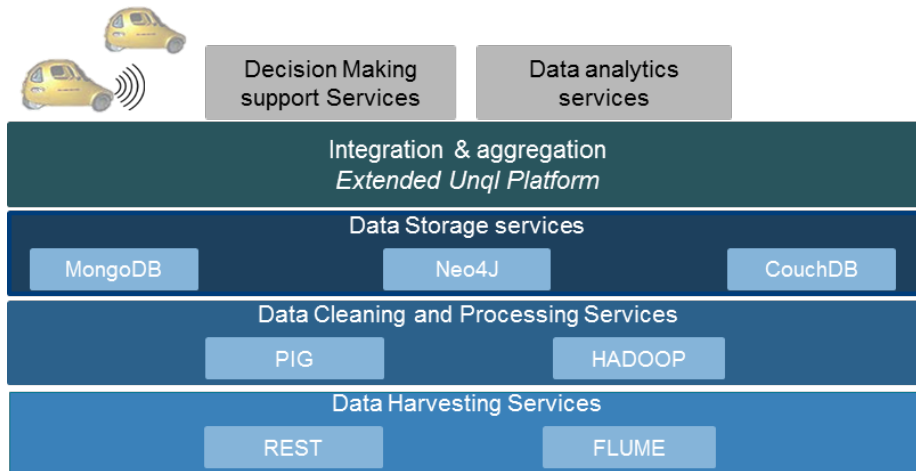 Decision Making
support Services
Data analytics
services
Integration & aggregation
Extended Unql Platform
Data Storage services
MongoDB
Neo4J
CouchDB
Data Cleaning and Processing Services
PIG
HADOOP
Data Harvesting Services
REST
FLUME